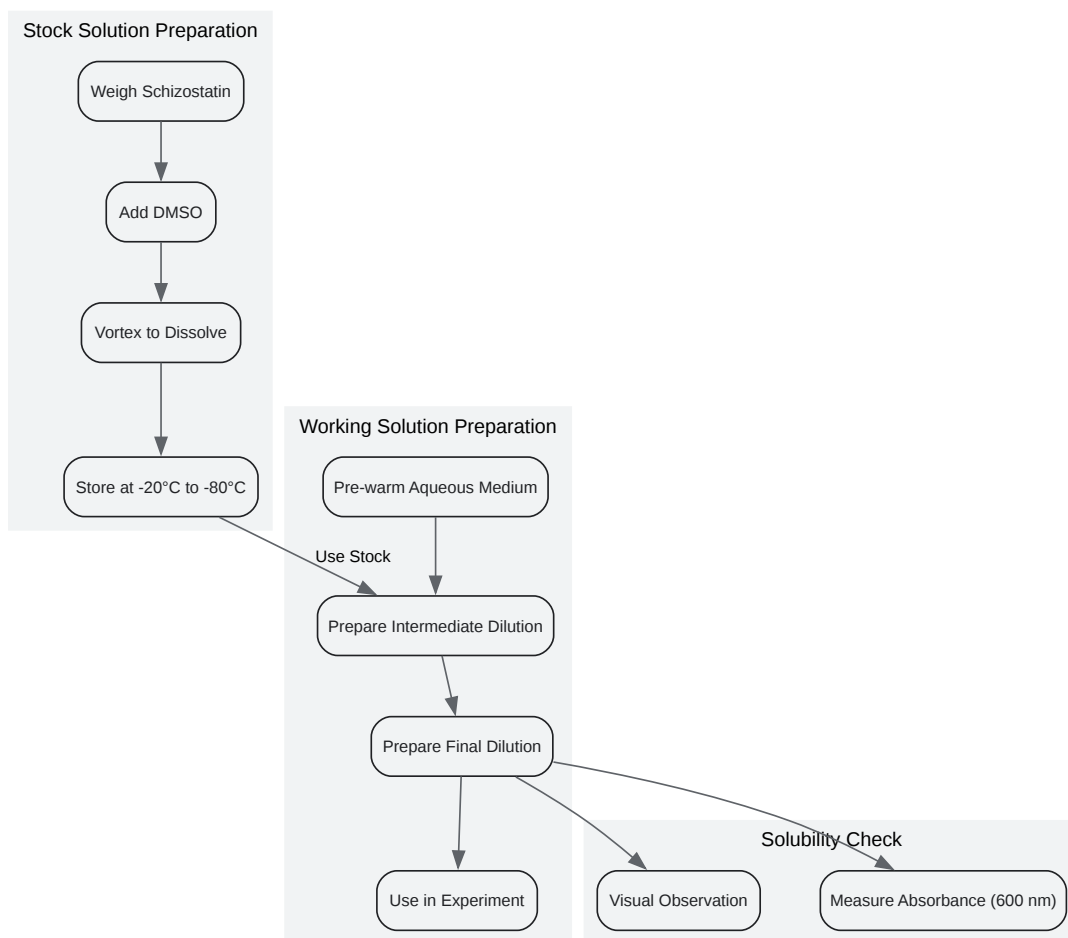 Stock Solution Preparation
Weigh Schizostatin
Add DMSO
Vortex to Dissolve
Store at -20°C to -80°C
Working Solution Preparation
Pre-warm Aqueous Medium
Use Stock
Prepare Intermediate Dilution
Prepare Final Dilution
Use in Experiment
Solubility Check
Visual Observation
Measure Absorbance (600 nm)